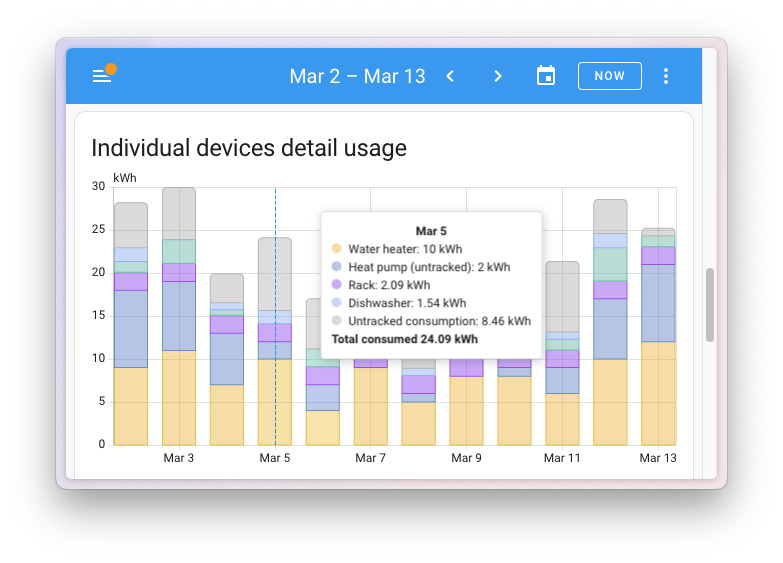 Mar 2 – Mar 13
NOW
Individual devices detail usage
kWh
30
25
20
15
10
5
0
Mar 5
Water heater: 10 kWh
Heat pump (untracked): 2 kWh
Rack: 2.09 kWh
Dishwasher: 1.54 kWh
Untracked consumption: 8.46 kWh
Total consumed 24.09 kWh
Mar 3
Mar 5
Mar 7
Mar 9
Mar 11
Mar 13